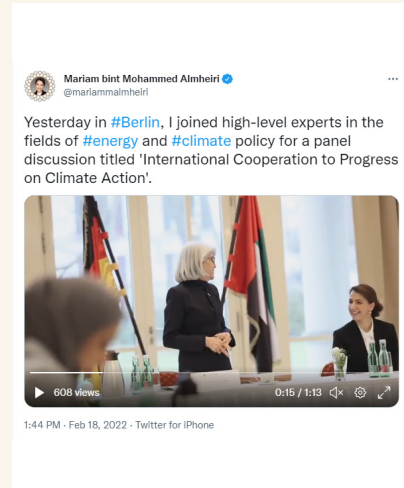 Mariam bint Mohammed Almheiri
@mariammalmheiri
Yesterday in #Berlin, I joined high-level experts in the
fields of #energy and #climate policy for a panel
discussion titled 'International Cooperation to Progress
on Climate Action'.
608 views 0:15 / 1:13
1:44 PM · Feb 18, 2022 · Twitter for iPhone